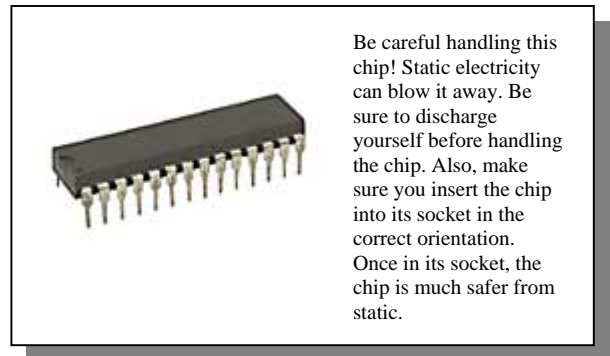 Be careful handling this
chip! Static electricity
can blow it away. Be
sure to discharge
yourself before handling
the chip. Also, make
sure you insert the chip
into its socket in the
correct orientation.
Once in its socket, the
chip is much safer from
static.